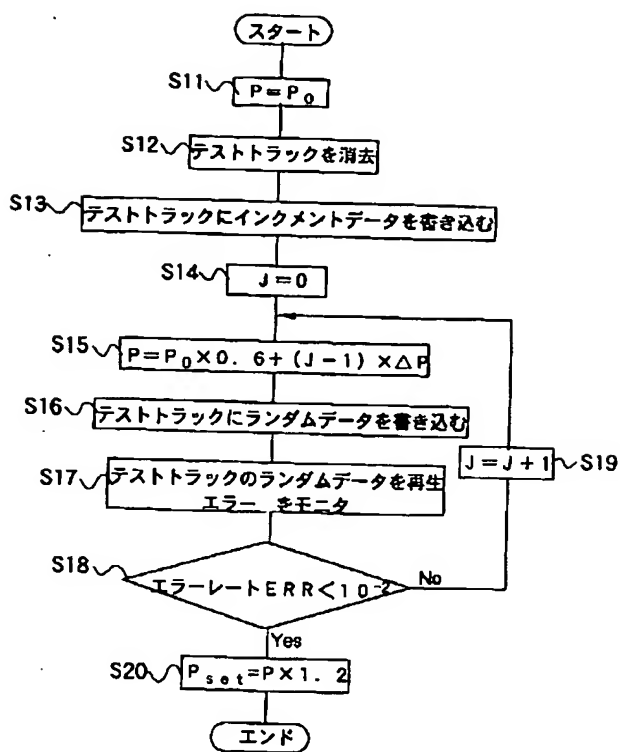 スタート
S11
P=P₀
S12
テストトラックを消去
S13
テストトラックにインクメントデータを書き込む
S14
J=0
S15
P=P₀×0.6+(J-1)×△P
S16
テストトラックにランダムデータを書き込む
S17
テストトラックのランダムデータを再生
エラー をモニタ
J=J+1
S19
S18
エラーレートERR<10⁻²
No
Yes
S20
Pset=P×1.2
エンド